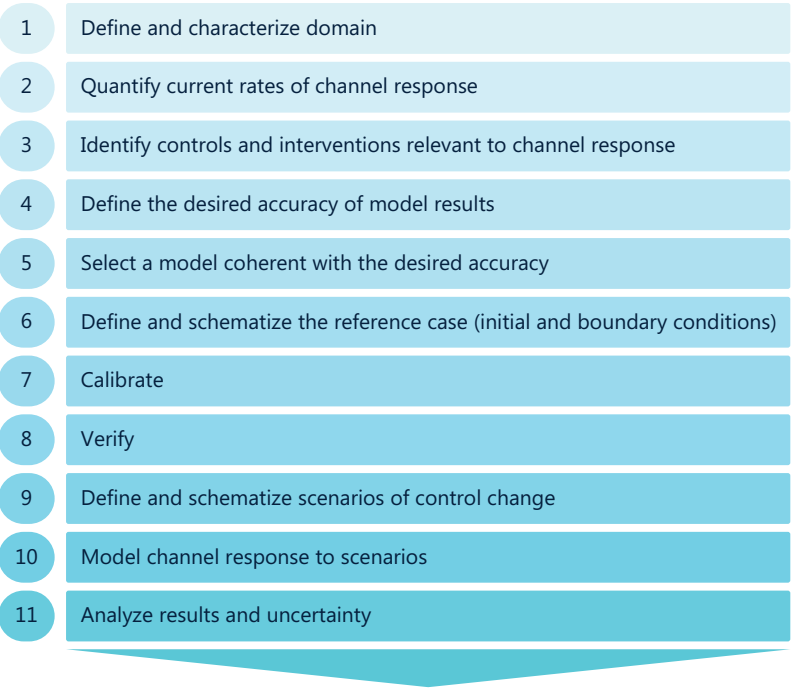 1 Define and characterize domain
2 Quantify current rates of channel response
3 Identify controls and interventions relevant to channel response
4 Define the desired accuracy of model results
5 Select a model coherent with the desired accuracy
6 Define and schematize the reference case (initial and boundary conditions)
7 Calibrate
8 Verify
9 Define and schematize scenarios of control change
10 Model channel response to scenarios
11 Analyze results and uncertainty